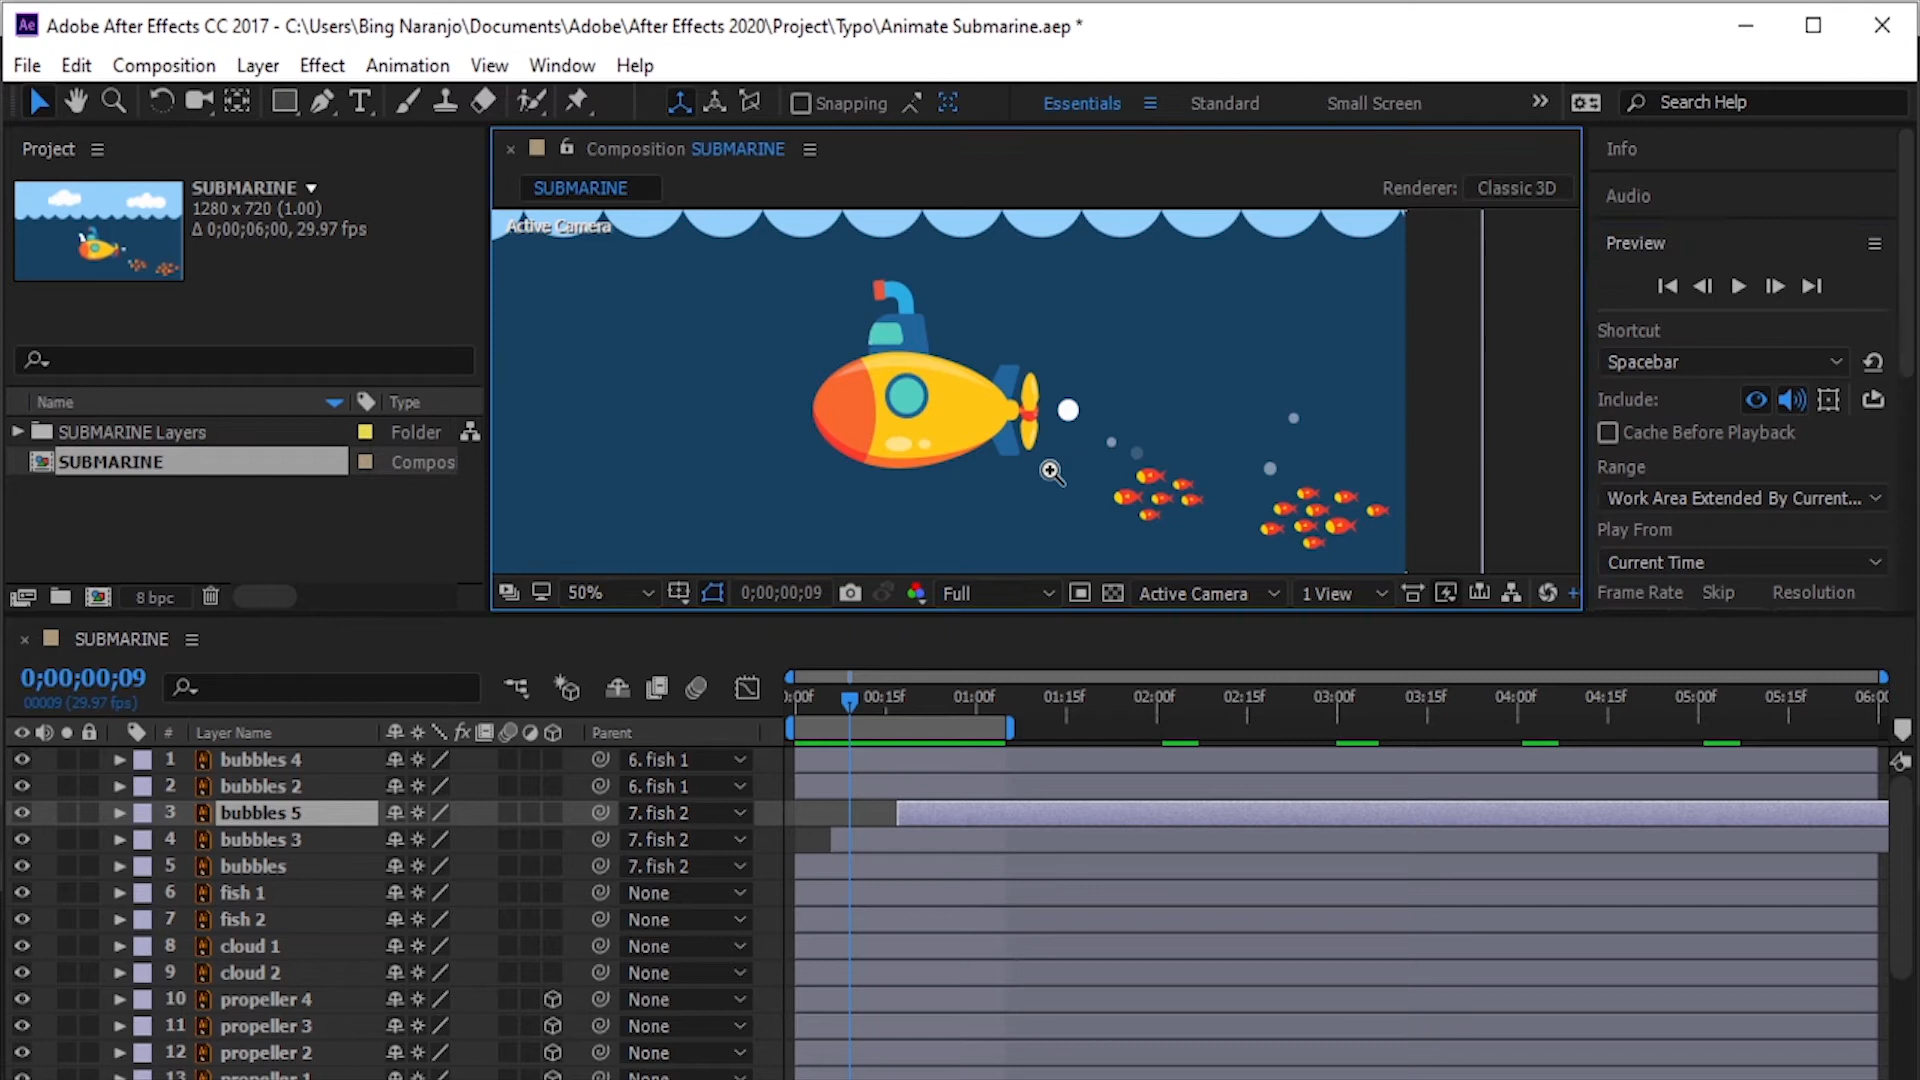 Ae Adobe After Effects CC 2017 - C:\Users\Bing Naranjo\Documents\Adobe\After Effects 2020\Project\Typo\Animate Submarine.aep *
File Edit Composition Layer Effect Animation View Window Help
Snapping Essentials Standard Small Screen Search Help
Project
SUBMARINE
1280 x 720 (1.00)
Δ 0;00;06;00, 29.97 fps
Name Type
SUBMARINE Layers Folder
SUBMARINE Compos
8 bpc
Composition SUBMARINE
SUBMARINE Renderer: Classic 3D
Active Camera
50% 0;00;00;09 Full Active Camera 1 View
Info
Audio
Preview
Shortcut
Spacebar
Include:
Cache Before Playback
Range
Work Area Extended By Current...
Play From
Current Time
Frame Rate Skip Resolution
SUBMARINE
0;00;00;09
00009 (29.97 fps)
):00f 00:15f 01:00f 01:15f 02:00f 02:15f 03:00f 03:15f 04:00f 04:15f 05:00f 05:15f 06:00
# Layer Name fx Parent
1 bubbles 4 6. fish 1
2 bubbles 2 6. fish 1
3 bubbles 5 7. fish 2
4 bubbles 3 7. fish 2
5 bubbles 7. fish 2
6 fish 1 None
7 fish 2 None
8 cloud 1 None
9 cloud 2 None
10 propeller 4 None
11 propeller 3 None
12 propeller 2 None
13 propeller 1 None